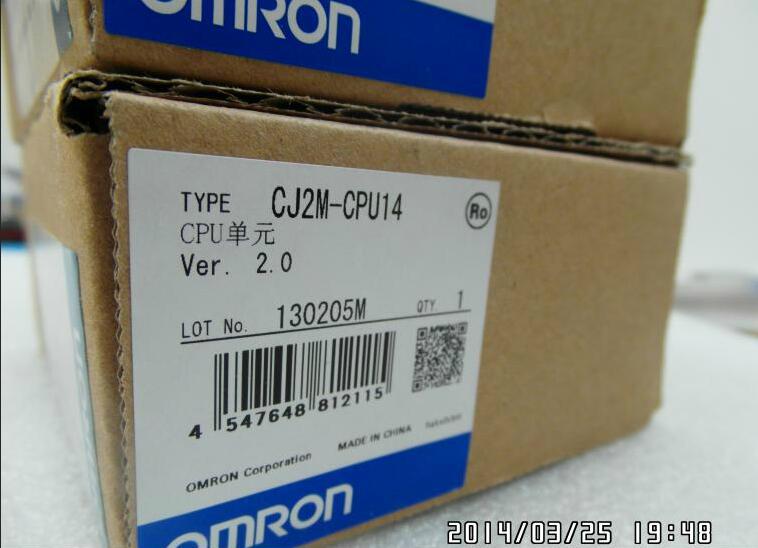 OMRON
TYPE CJ2M-CPU14
Ro
CPU单元
Ver. 2.0
LOT No. 130205M QTY. 1
4 547648 812115
MADE IN CHINA
OMRON Corporation
OMRON
2014/03/25 19:48